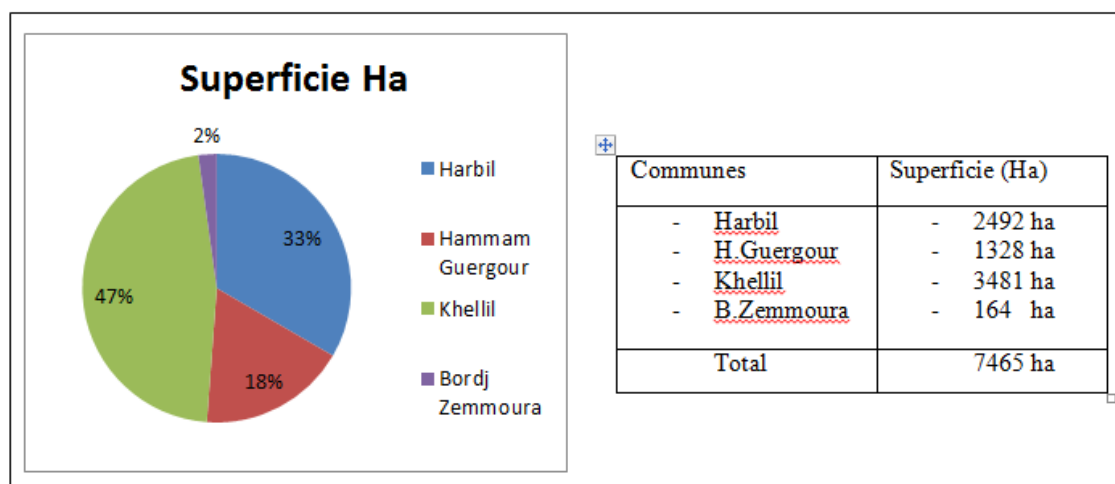 Superficie Ha
2%
33%
47%
18%
Harbil
Hammam
Guergour
Khellil
Bordj
Zemmoura
Communes Superficie (Ha)
- Harbil - 2492 ha
- H.Guergour - 1328 ha
- Khellil - 3481 ha
- B.Zemmoura - 164 ha
Total 7465 ha